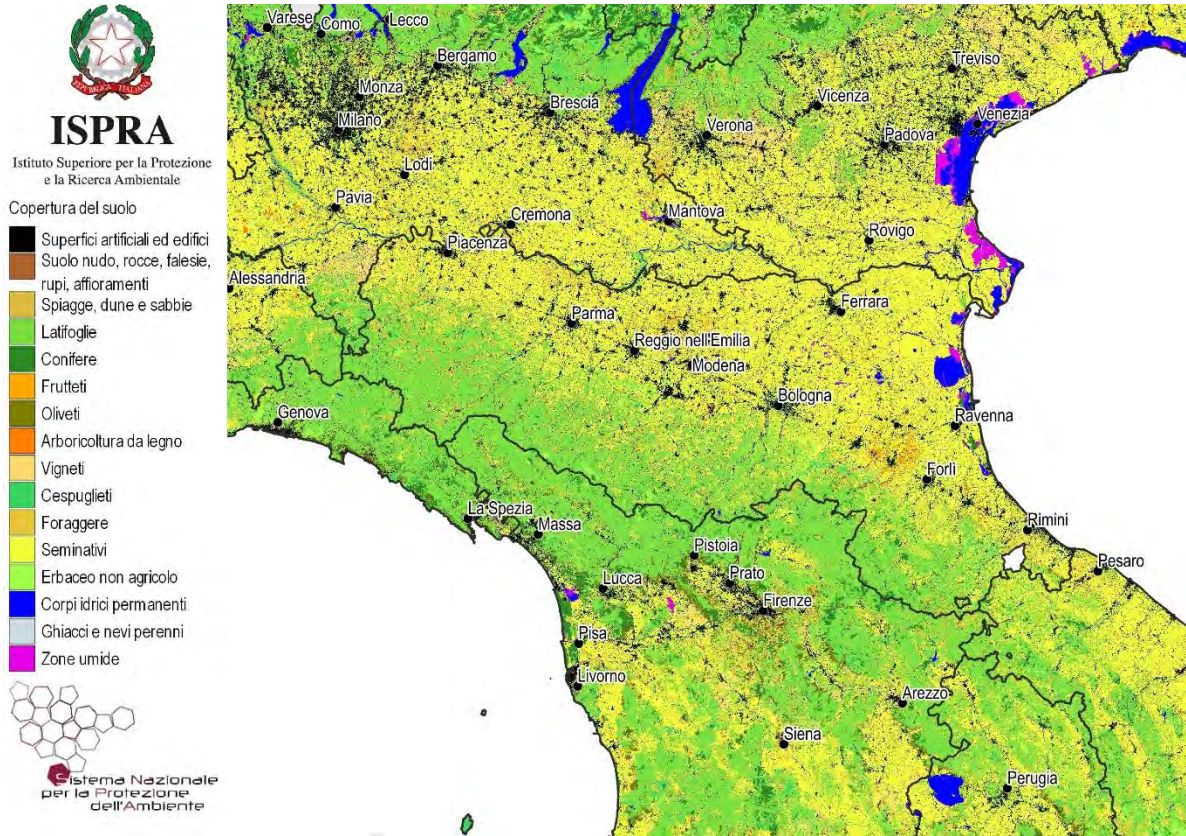 REPUBBLICA ITALIANA
ISPRA
Istituto Superiore per la Protezione
e la Ricerca Ambientale
Copertura del suolo
Superfici artificiali ed edifici
Suolo nudo, rocce, falesie,
rupi, affioramenti
Spiagge, dune e sabbie
Latifoglie
Conifere
Frutteti
Oliveti
Arboricoltura da legno
Vigneti
Cespuglieti
Foraggere
Seminativi
Erbaceo non agricolo
Corpi idrici permanenti
Ghiacci e nevi perenni
Zone umide
Sistema Nazionale
per la Protezione
dell'Ambiente
Varese
Como
Lecco
Bergamo
Treviso
Monza
Brescia
Vicenza
Venezia
Milano
Verona
Padova
Lodi
Pavia
Cremona
Mantova
Rovigo
Piacenza
Alessandria
Ferrara
Parma
Reggio nell'Emilia
Modena
Bologna
Genova
Ravenna
Forlì
La Spezia
Massa
Rimini
Pistoia
Pesaro
Lucca
Prato
Firenze
Pisa
Livorno
Arezzo
Siena
Perugia